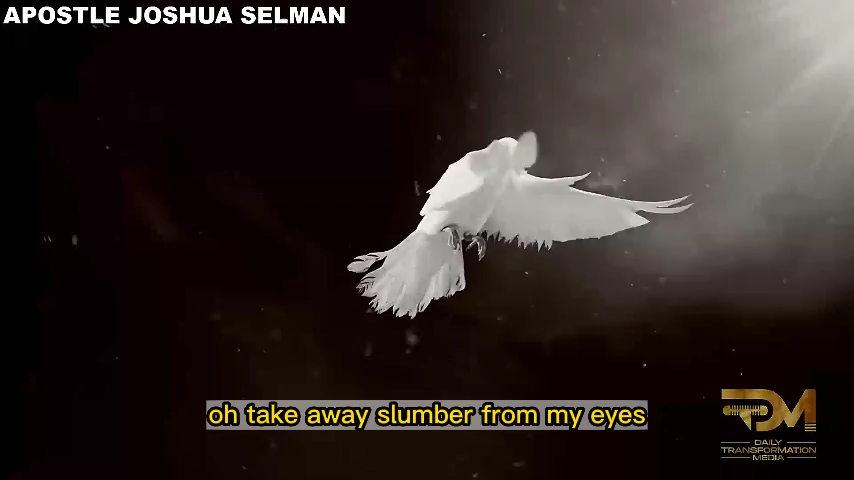 APOSTLE JOSHUA SELMAN
oh take away slumber from my eyes
DAILY
TRANSFORMATION
MEDIA